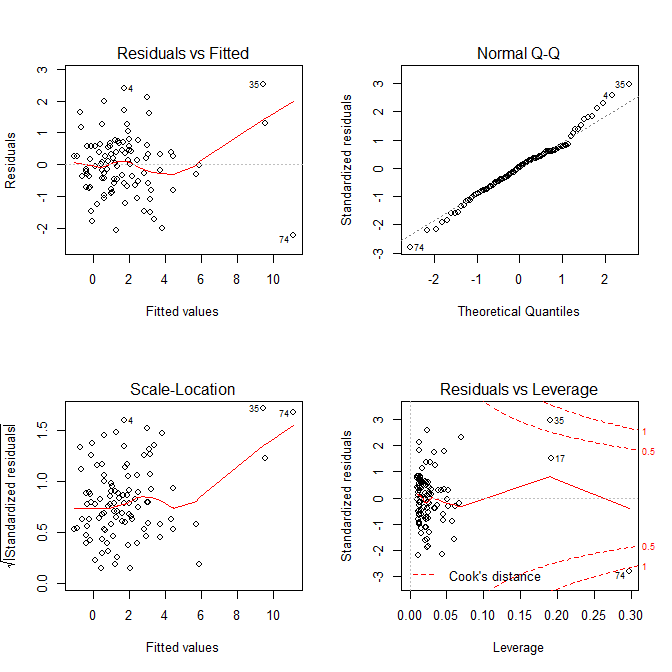 Residuals vs Fitted
Residuals
3
2
1
0
-1
-2
35
4
74
0 2 4 6 8 10
Fitted values
Normal Q-Q
Standardized residuals
3
2
1
0
-1
-2
-3
35
4
74
-2 -1 0 1 2
Theoretical Quantiles
Scale-Location
√|Standardized residuals|
1.5
1.0
0.5
0.0
35
74
4
0 2 4 6 8 10
Fitted values
Residuals vs Leverage
Standardized residuals
3
2
1
0
-1
-2
-3
35
17
74
1
0.5
0.5
1
Cook's distance
0.00 0.05 0.10 0.15 0.20 0.25 0.30
Leverage